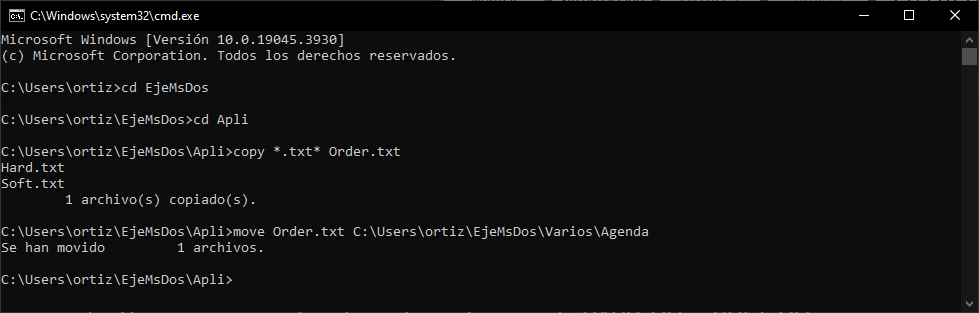 C:\Windows\system32\cmd.exe
Microsoft Windows [Versión 10.0.19045.3930]
(c) Microsoft Corporation. Todos los derechos reservados.
C:\Users\ortiz>cd EjeMsDos
C:\Users\ortiz\EjeMsDos>cd Apli
C:\Users\ortiz\EjeMsDos\Apli>copy *.txt* Order.txt
Hard.txt
Soft.txt
        1 archivo(s) copiado(s).
C:\Users\ortiz\EjeMsDos\Apli>move Order.txt C:\Users\ortiz\EjeMsDos\Varios\Agenda
Se han movido         1 archivos.
C:\Users\ortiz\EjeMsDos\Apli>